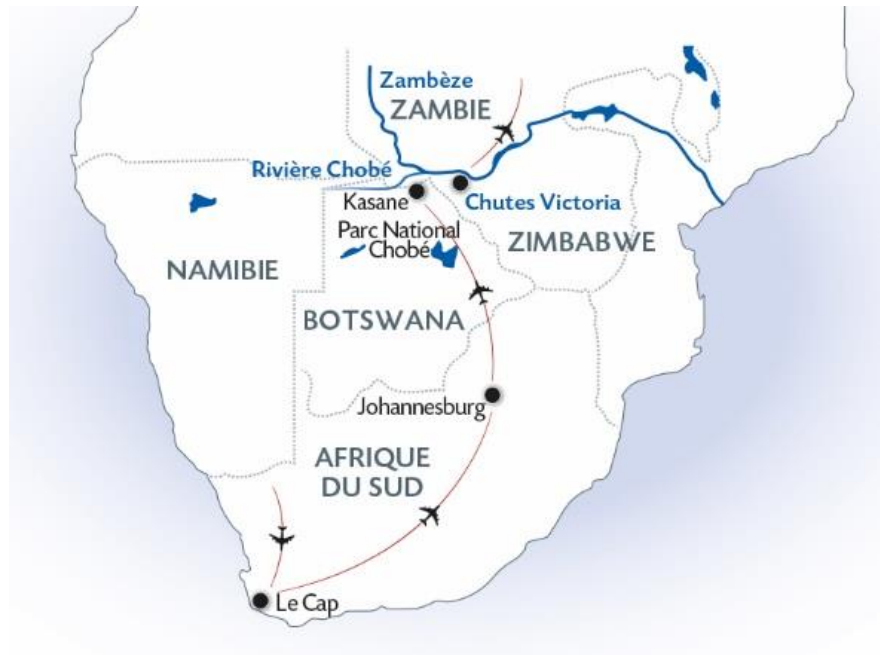 Zambèze
ZAMBIE
Rivière Chobé
Kasane
Chutes Victoria
Parc National
Chobé
ZIMBABWE
NAMIBIE
BOTSWANA
Johannesburg
AFRIQUE
DU SUD
Le Cap